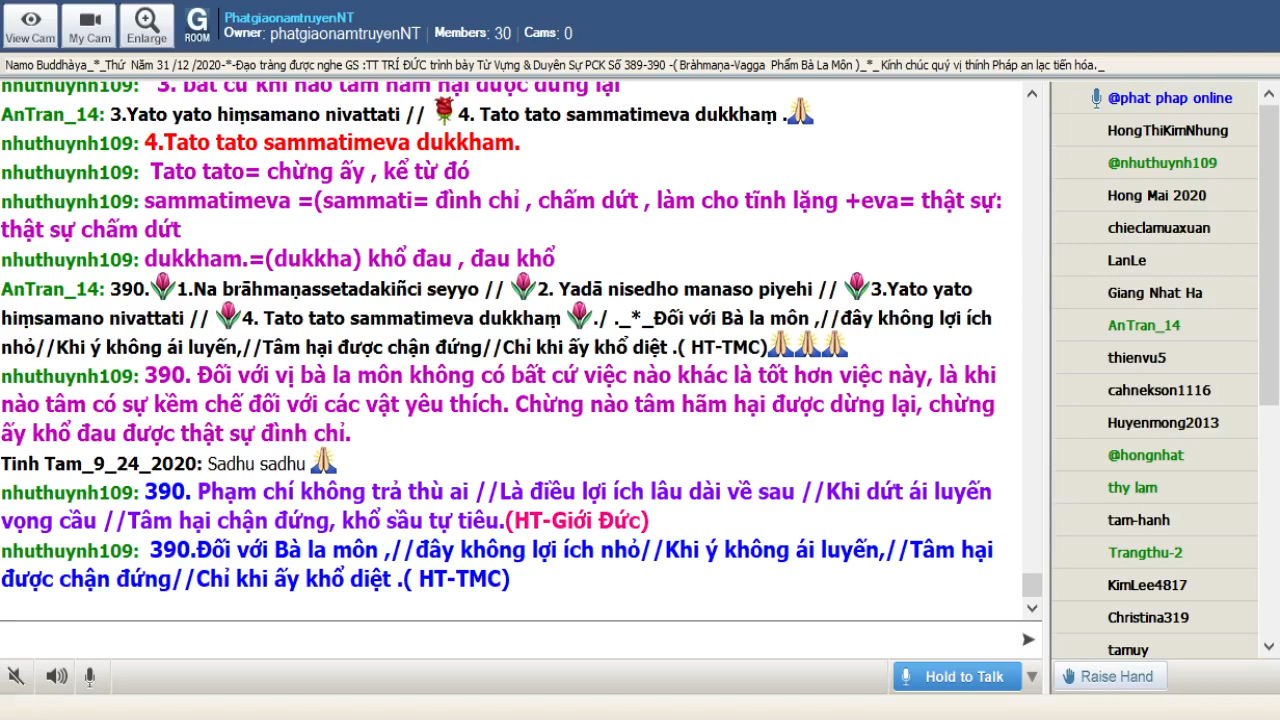 View Cam
My Cam
Enlarge
G
ROOM
PhatgiaonamtruyenNT
Owner: phatgiaonamtruyenNT | Members: 30 | Cams: 0
Namo Buddhàya_*_Thứ Năm 31 /12 /2020-*-Đạo tràng được nghe GS :TT TRÍ ĐỨC trình bày Từ Vựng & Duyên Sự PCK Số 389-390 -( Bràhmaṇa-Vagga Phẩm Bà La Môn )_*_ Kính chúc quý vị thính Pháp an lạc tiến hóa._
nhuthuynh109: 3. bất cứ khi nào tâm hãm hại được dừng lại
AnTran_14: 3.Yato yato hiṃsamano nivattati // 4. Tato tato sammatimeva dukkhaṃ .
nhuthuynh109: 4.Tato tato sammatimeva dukkham.
nhuthuynh109: Tato tato= chừng ấy , kể từ đó
nhuthuynh109: sammatimeva =(sammati= đình chỉ , chấm dứt , làm cho tĩnh lặng +eva= thật sự:
thật sự chấm dứt
nhuthuynh109: dukkham.=(dukkha) khổ đau , đau khổ
AnTran_14: 390.1.Na brāhmaṇassetadakiñci seyyo // 2. Yadā nisedho manaso piyehi // 3.Yato yato
hiṃsamano nivattati // 4. Tato tato sammatimeva dukkhaṃ ./ ._*_Đối với Bà la môn ,//đây không lợi ích
nhỏ//Khi ý không ái luyến,//Tâm hại được chận đứng//Chỉ khi ấy khổ diệt .( HT-TMC)
nhuthuynh109: 390. Đối với vị bà la môn không có bất cứ việc nào khác là tốt hơn việc này, là khi
nào tâm có sự kềm chế đối với các vật yêu thích. Chừng nào tâm hãm hại được dừng lại, chừng
ấy khổ đau được thật sự đình chỉ.
Tinh Tam_9_24_2020: Sadhu sadhu
nhuthuynh109: 390. Phạm chí không trả thù ai //Là điều lợi ích lâu dài về sau //Khi dứt ái luyến
vọng cầu //Tâm hại chận đứng, khổ sầu tự tiêu.(HT-Giới Đức)
nhuthuynh109: 390.Đối với Bà la môn ,//đây không lợi ích nhỏ//Khi ý không ái luyến,//Tâm hại
được chận đứng//Chỉ khi ấy khổ diệt .( HT-TMC)
Hold to Talk
@phat phap online
HongThiKimNhung
@nhuthuynh109
Hong Mai 2020
chieclamuaxuan
LanLe
Giang Nhat Ha
AnTran_14
thienvu5
cahnekson1116
Huyenmong2013
@hongnhat
thy lam
tam-hanh
Trangthu-2
KimLee4817
Christina319
tamuy
Raise Hand